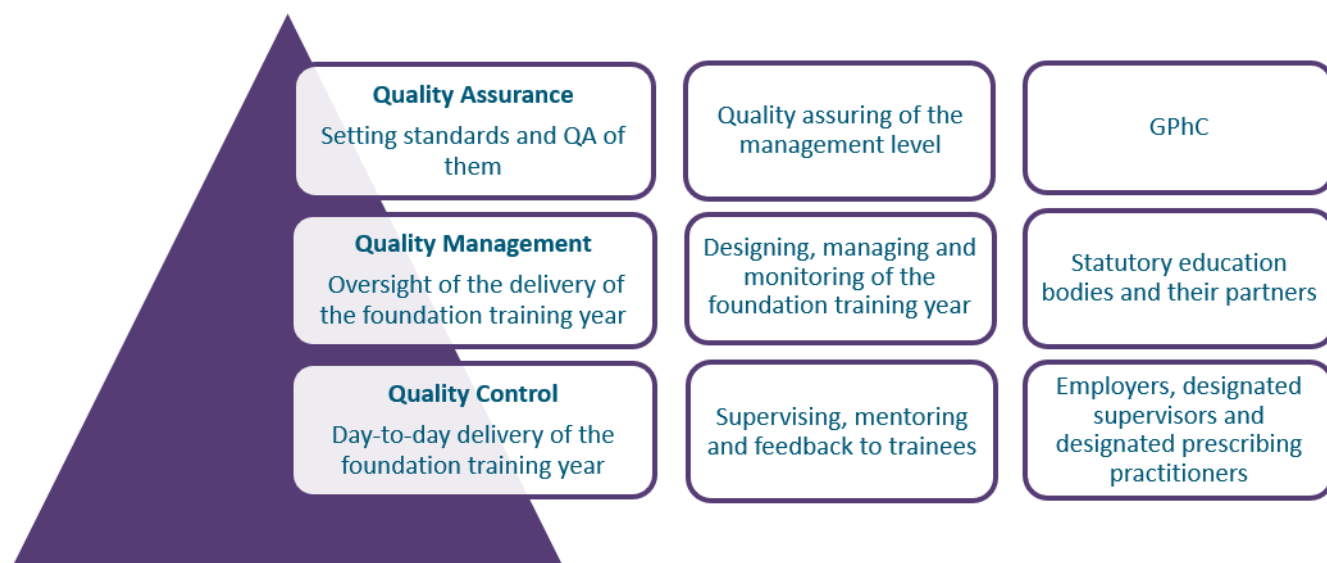 Quality Assurance
Setting standards and QA of
them
Quality assuring of the
management level
GPhC
Quality Management
Oversight of the delivery of
the foundation training year
Designing, managing and
monitoring of the
foundation training year
Statutory education
bodies and their partners
Quality Control
Day-to-day delivery of the
foundation training year
Supervising, mentoring
and feedback to trainees
Employers, designated
supervisors and
designated prescribing
practitioners